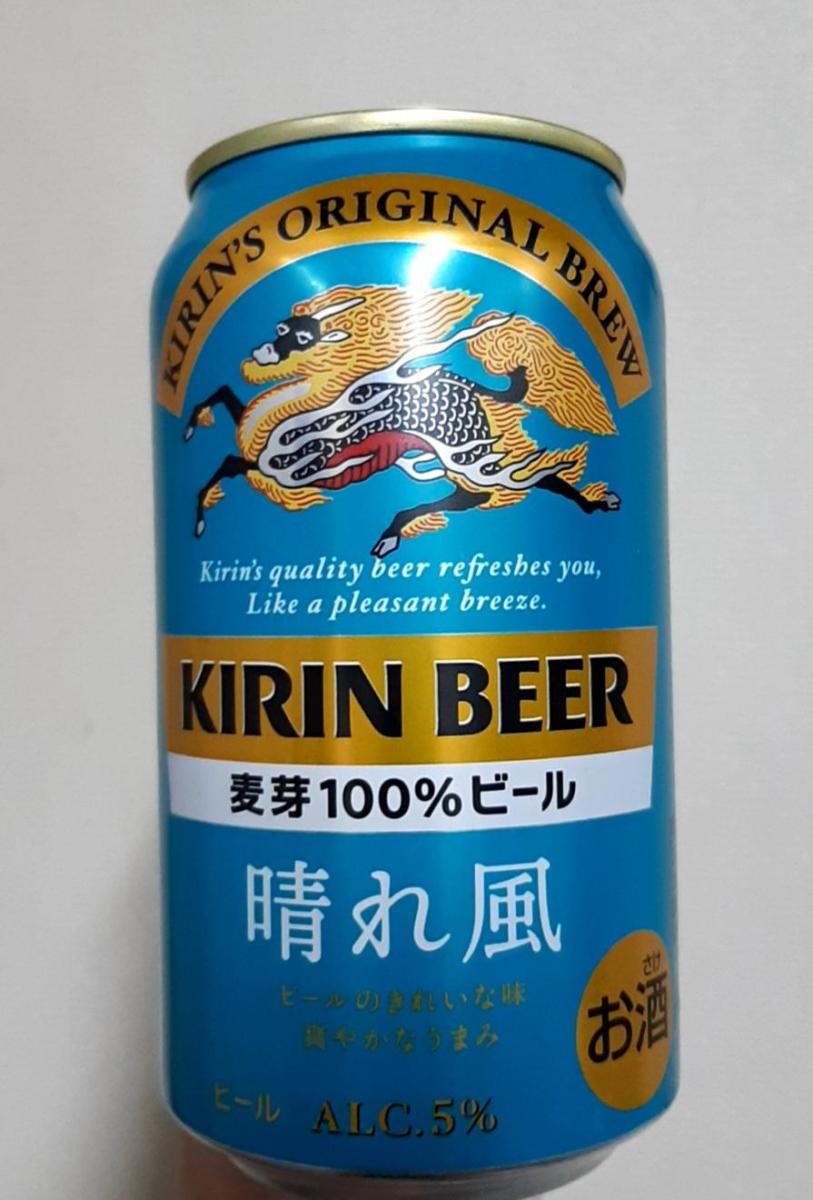 KIRIN'S ORIGINAL BREW
Kirin's quality beer refreshes you,
Like a pleasant breeze.
KIRIN BEER
麦芽100%ビール
晴れ風
ビールのきれいな味
爽やかなうまみ
さけ
お酒
ビール ALC.5%